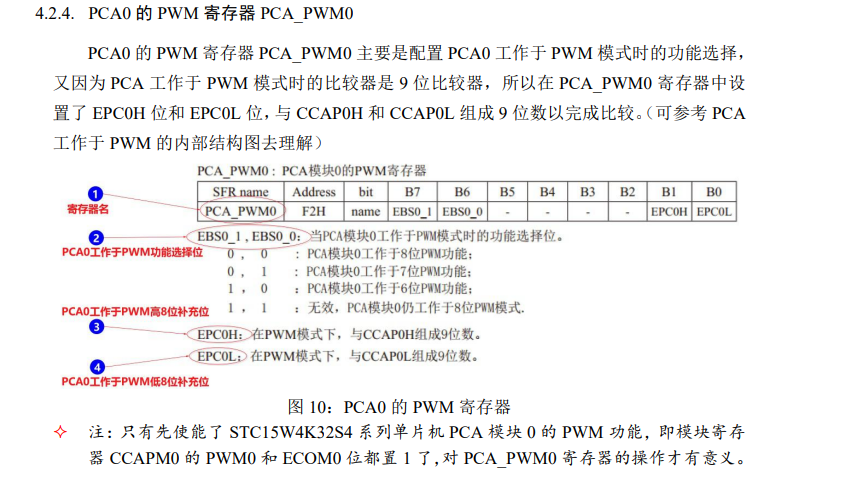 4.2.4. PCA0 的 PWM 寄存器 PCA_PWM0
PCA0 的 PWM 寄存器 PCA_PWM0 主要是配置 PCA0 工作于 PWM 模式时的功能选择，
又因为 PCA 工作于 PWM 模式时的比较器是 9 位比较器，所以在 PCA_PWM0 寄存器中设
置了 EPC0H 位和 EPC0L 位，与 CCAP0H 和 CCAP0L 组成 9 位数以完成比较。（可参考 PCA
工作于 PWM 的内部结构图去理解）
PCA_PWM0：PCA模块0的PWM寄存器
SFR name Address bit B7 B6 B5 B4 B3 B2 B1 B0
PCA_PWM0 F2H name EBS0_1 EBS0_0 - - - - EPC0H EPC0L
1
寄存器名
EBS0_1 , EBS0_0：当PCA模块0工作于PWM模式时的功能选择位。
2
PCA0工作于PWM功能选择位
0 ， 0 ：PCA模块0工作于8位PWM功能；
0 ， 1 ：PCA模块0工作于7位PWM功能；
1 ， 0 ：PCA模块0工作于6位PWM功能；
1 ， 1 ：无效，PCA模块0仍工作于8位PWM模式.
PCA0工作于PWM高8位补充位
3
EPC0H：在PWM模式下，与CCAP0H组成9位数。
EPC0L：在PWM模式下，与CCAP0L组成9位数。
4
PCA0工作于PWM低8位补充位
图 10：PCA0 的 PWM 寄存器
✧ 注：只有先使能了 STC15W4K32S4 系列单片机 PCA 模块 0 的 PWM 功能，即模块寄存
器 CCAPM0 的 PWM0 和 ECOM0 位都置 1 了，对 PCA_PWM0 寄存器的操作才有意义。